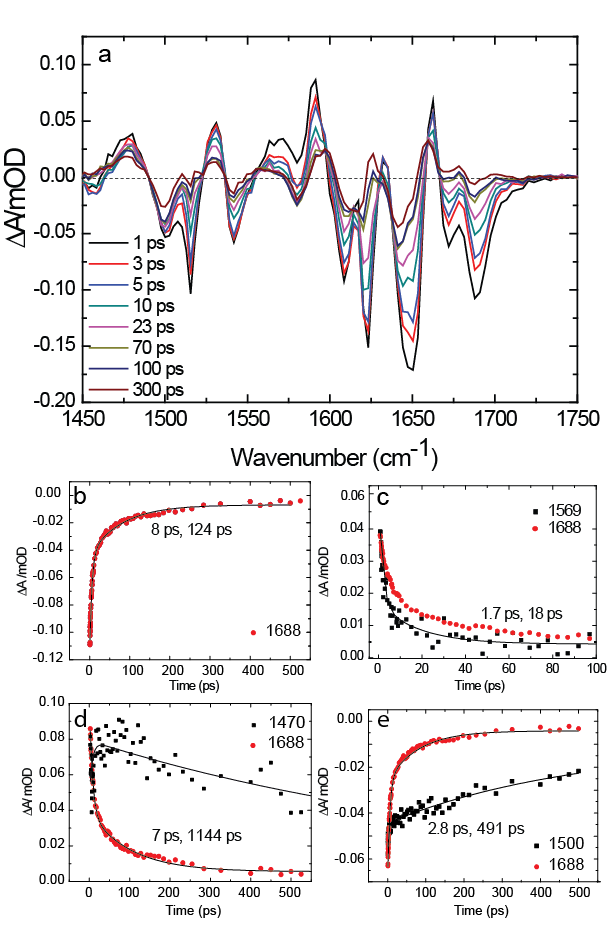 a
0.10
0.05
0.00
-0.05
-0.10
-0.15
-0.20
ΔA/mOD
1 ps
3 ps
5 ps
10 ps
23 ps
70 ps
100 ps
300 ps
1450 1500 1550 1600 1650 1700 1750
Wavenumber (cm⁻¹)
b
0.00
-0.02
-0.04
-0.06
-0.08
-0.10
-0.12
ΔA /mOD
8 ps, 124 ps
1688
0 100 200 300 400 500
Time (ps)
c
0.06
0.05
0.04
0.03
0.02
0.01
0.00
ΔA /mOD
1569
1688
1.7 ps, 18 ps
0 20 40 60 80 100
Time (ps)
d
0.10
0.08
0.06
0.04
0.02
0.00
ΔA/mOD
1470
1688
7 ps, 1144 ps
0 100 200 300 400 500
Time (ps)
e
0.00
-0.02
-0.04
-0.06
ΔA/ mOD
2.8 ps, 491 ps
1500
1688
0 100 200 300 400 500
Time (ps)